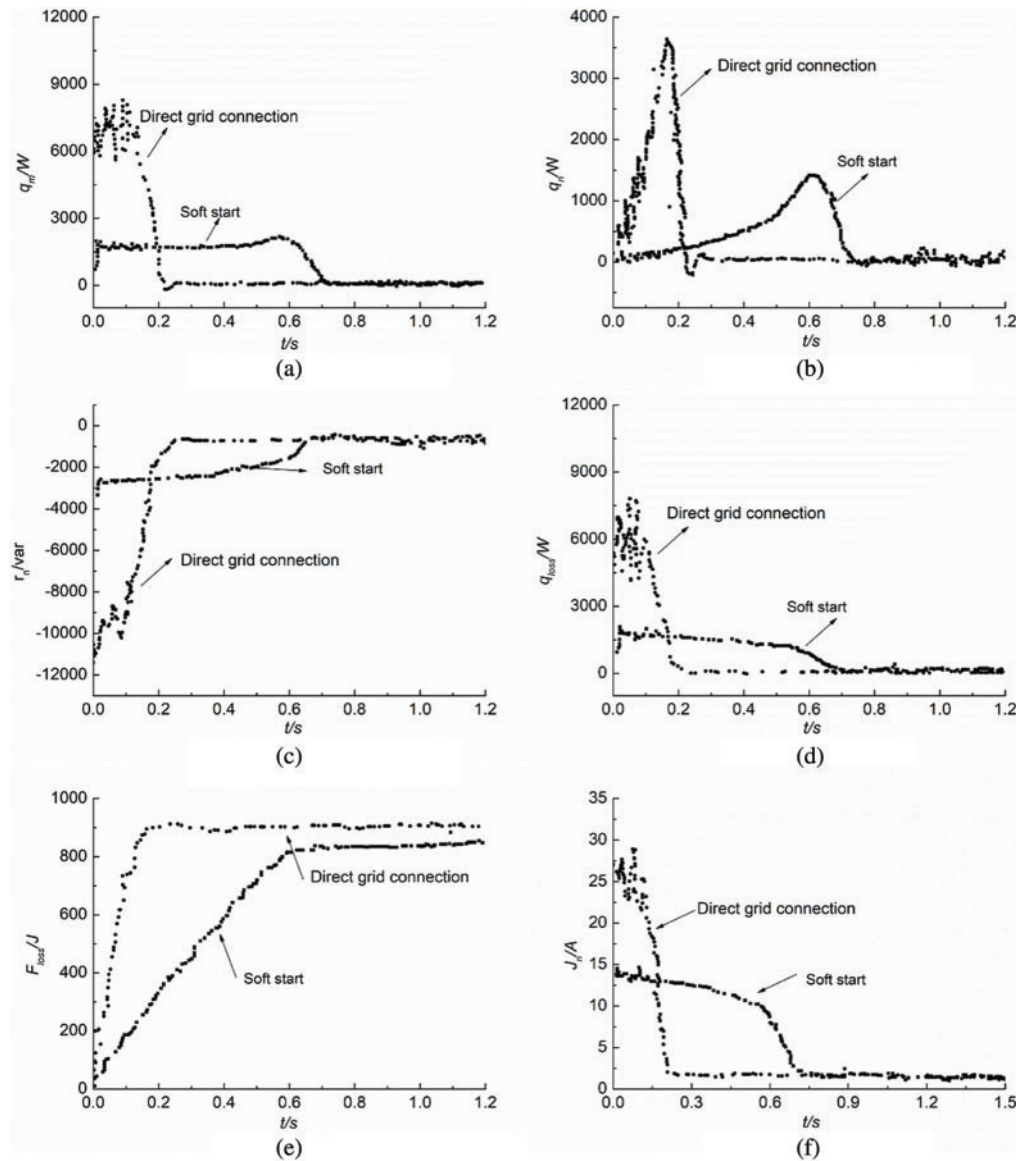 12000
9000
6000
3000
0
q_m/W
Direct grid connection
Soft start
0.0 0.2 0.4 0.6 0.8 1.0 1.2
t/s
(a)
4000
3000
2000
1000
0
-1000
q_n/W
Direct grid connection
Soft start
0.0 0.2 0.4 0.6 0.8 1.0 1.2
t/s
(b)
0
-2000
-4000
-6000
-8000
-10000
-12000
r_n/var
Soft start
Direct grid connection
0.0 0.2 0.4 0.6 0.8 1.0 1.2
t/s
(c)
12000
9000
6000
3000
0
q_loss/W
Direct grid connection
Soft start
0.0 0.2 0.4 0.6 0.8 1.0 1.2
t/s
(d)
1000
800
600
400
200
0
F_loss/J
Direct grid connection
Soft start
0.0 0.2 0.4 0.6 0.8 1.0 1.2
t/s
(e)
35
30
25
20
15
10
5
0
J_n/A
Direct grid connection
Soft start
0.0 0.3 0.6 0.9 1.2 1.5
t/s
(f)